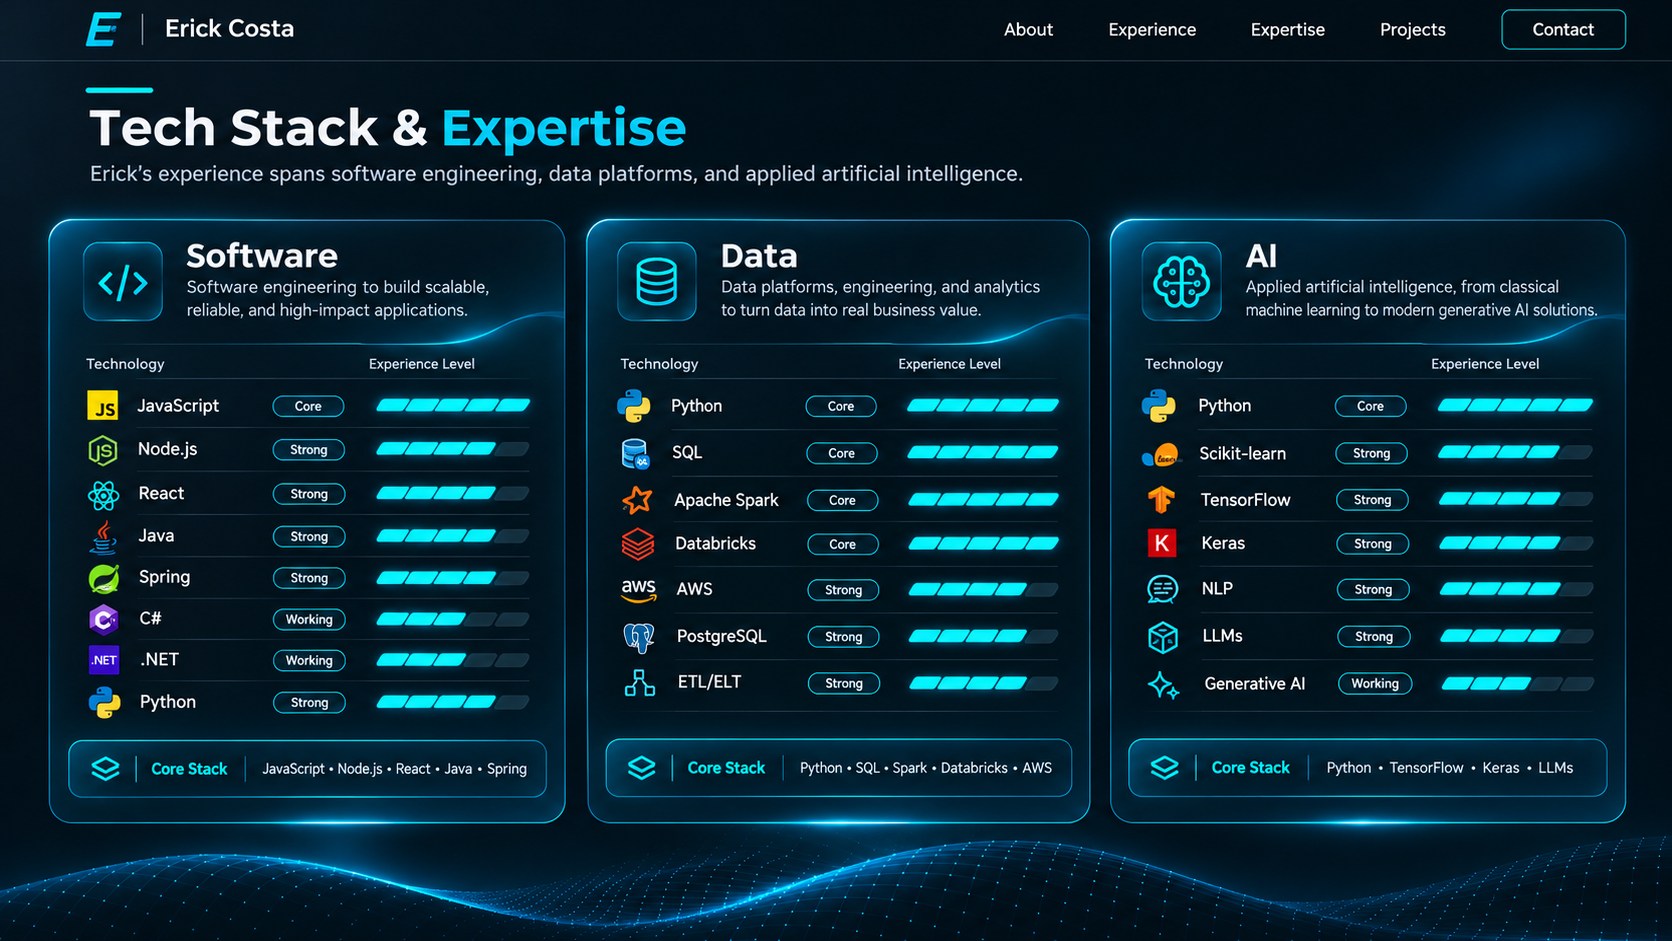 E | Erick Costa
About Experience Expertise Projects Contact
Tech Stack & Expertise
Erick's experience spans software engineering, data platforms, and applied artificial intelligence.
Software
Software engineering to build scalable,
reliable, and high-impact applications.
Technology Experience Level
JS JavaScript Core
JS Node.js Strong
React Strong
Java Strong
Spring Strong
C C# Working
.NET .NET Working
Python Strong
Core Stack JavaScript • Node.js • React • Java • Spring
Data
Data platforms, engineering, and analytics
to turn data into real business value.
Technology Experience Level
Python Core
SQL Core
Apache Spark Core
Databricks Core
aws AWS Strong
PostgreSQL Strong
ETL/ELT Strong
Core Stack Python • SQL • Spark • Databricks • AWS
AI
Applied artificial intelligence, from classical
machine learning to modern generative AI solutions.
Technology Experience Level
Python Core
Scikit-learn Strong
TensorFlow Strong
K Keras Strong
NLP Strong
LLMs Strong
Generative AI Working
Core Stack Python • TensorFlow • Keras • LLMs